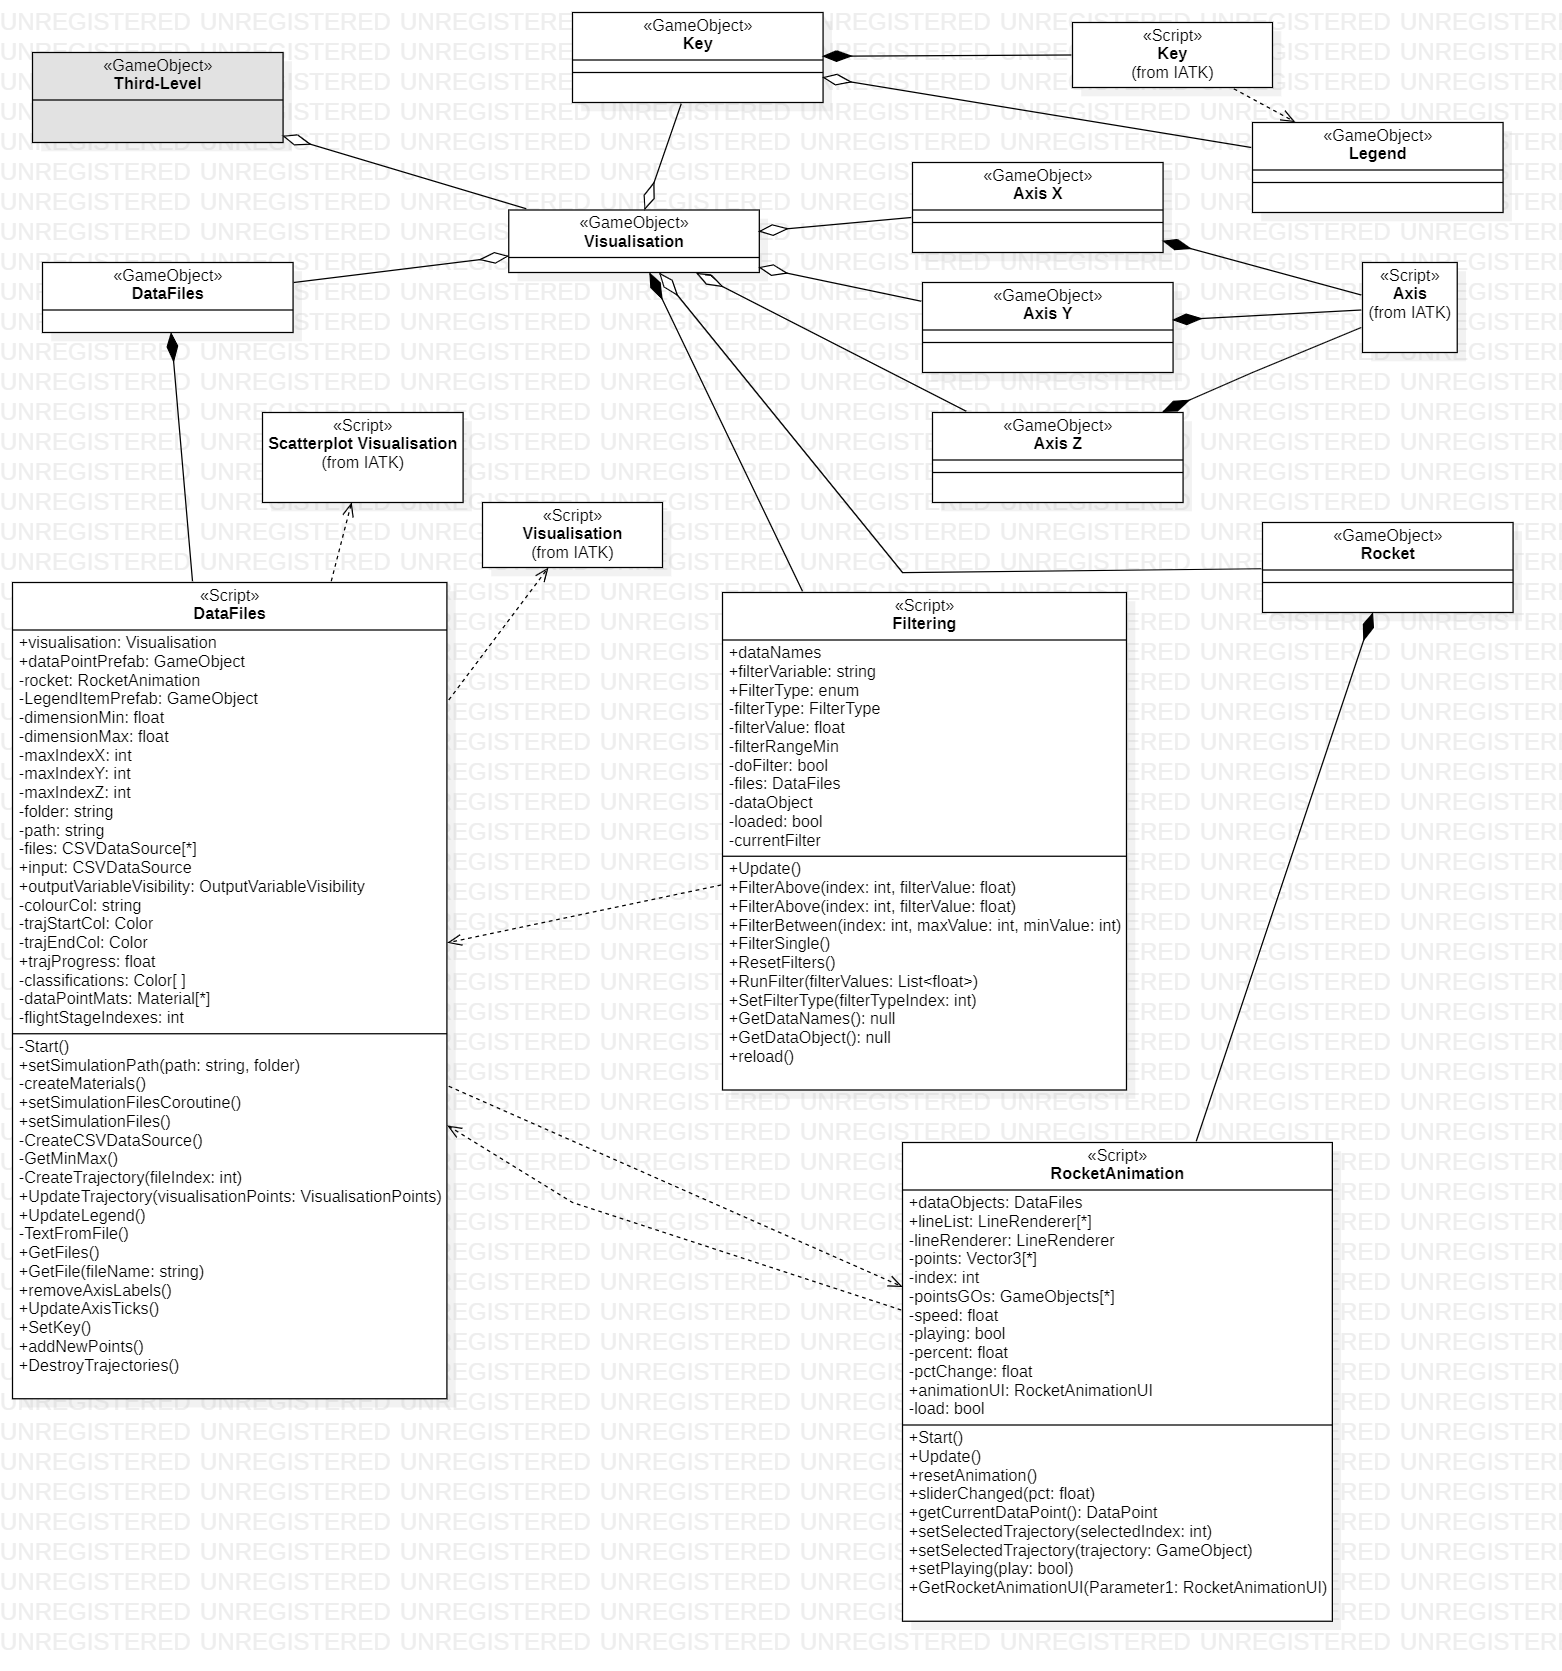 «GameObject»
Third-Level
«GameObject»
Key
«Script»
Key
(from IATK)
«GameObject»
Legend
«GameObject»
Axis X
«GameObject»
Visualisation
«GameObject»
DataFiles
«GameObject»
Axis Y
«Script»
Axis
(from IATK)
«GameObject»
Axis Z
«Script»
Scatterplot Visualisation
(from IATK)
«Script»
Visualisation
(from IATK)
«GameObject»
Rocket
«Script»
DataFiles
+visualisation: Visualisation
+dataPointPrefab: GameObject
-rocket: RocketAnimation
-LegendItemPrefab: GameObject
-dimensionMin: float
-dimensionMax: float
-maxIndexX: int
-maxIndexY: int
-maxIndexZ: int
-folder: string
-path: string
-files: CSVDataSource[*]
+input: CSVDataSource
+outputVariableVisibility: OutputVariableVisibility
-colourCol: string
-trajStartCol: Color
-trajEndCol: Color
+trajProgress: float
-classifications: Color[ ]
-dataPointMats: Material[*]
-flightStageIndexes: int
-Start()
+setSimulationPath(path: string, folder)
-createMaterials()
+setSimulationFilesCoroutine()
+setSimulationFiles()
-CreateCSVDataSource()
-GetMinMax()
-CreateTrajectory(fileIndex: int)
+UpdateTrajectory(visualisationPoints: VisualisationPoints)
+UpdateLegend()
-TextFromFile()
+GetFiles()
+GetFile(fileName: string)
+removeAxisLabels()
+UpdateAxisTicks()
+SetKey()
+addNewPoints()
+DestroyTrajectories()
«Script»
Filtering
+dataNames
+filterVariable: string
+FilterType: enum
-filterType: FilterType
-filterValue: float
-filterRangeMin
-doFilter: bool
-files: DataFiles
-dataObject
-loaded: bool
-currentFilter
+Update()
+FilterAbove(index: int, filterValue: float)
+FilterAbove(index: int, filterValue: float)
+FilterBetween(index: int, maxValue: int, minValue: int)
+FilterSingle()
+ResetFilters()
+RunFilter(filterValues: List<float>)
+SetFilterType(filterTypeIndex: int)
+GetDataNames(): null
+GetDataObject(): null
+reload()
«Script»
RocketAnimation
+dataObjects: DataFiles
+lineList: LineRenderer[*]
-lineRenderer: LineRenderer
-points: Vector3[*]
-index: int
-pointsGOs: GameObjects[*]
-speed: float
-playing: bool
-percent: float
-pctChange: float
+animationUI: RocketAnimationUI
-load: bool
+Start()
+Update()
+resetAnimation()
+sliderChanged(pct: float)
+getCurrentDataPoint(): DataPoint
+setSelectedTrajectory(selectedIndex: int)
+setSelectedTrajectory(trajectory: GameObject)
+setPlaying(play: bool)
+GetRocketAnimationUI(Parameter1: RocketAnimationUI)